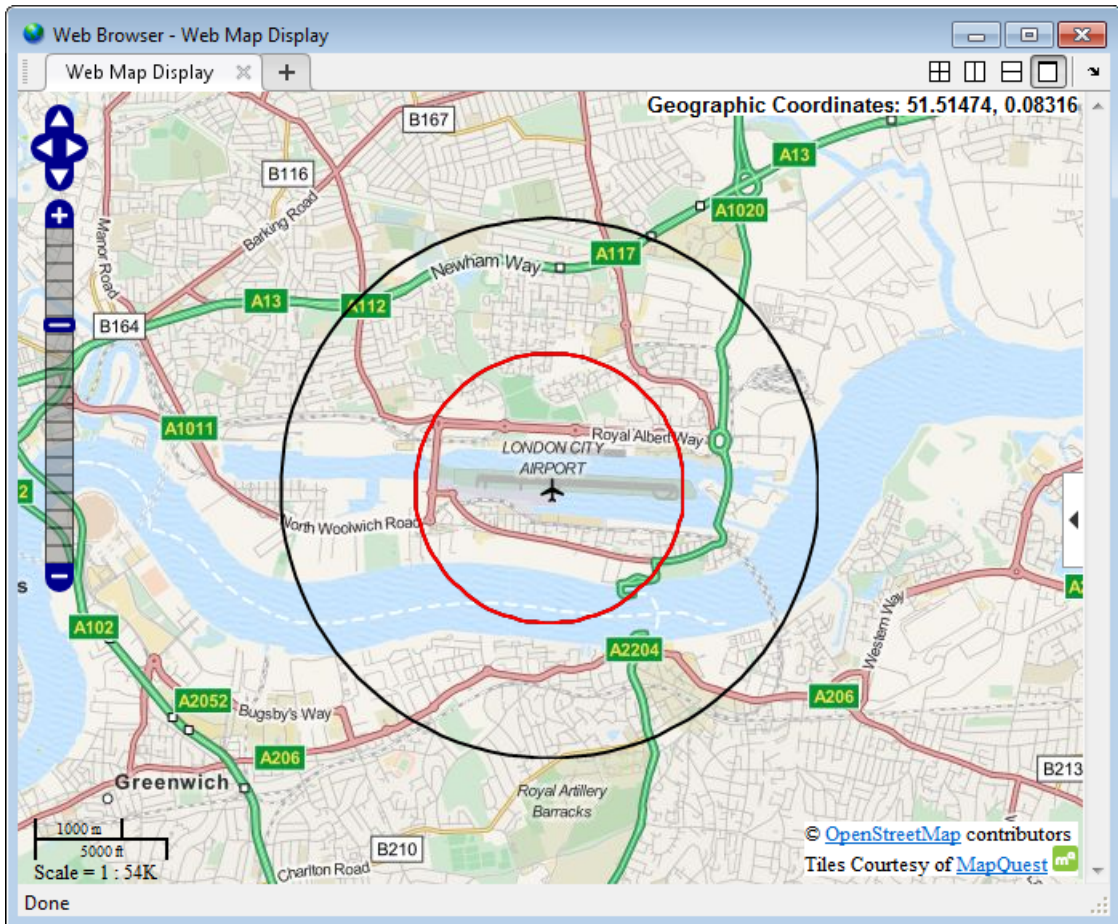 Web Browser - Web Map Display
Web Map Display
Geographic Coordinates: 51.51474, 0.08316
B167
A13
B116
A1020
Barking Road
Manor Road
A117
Newham Way
A13
A112
B164
A1011
Royal Albert Way
LONDON CITY
AIRPORT
2
North Woolwich Road
s
A102
A2204
Western Way
A2052
A206
Bugsby's Way
A206
B213
Greenwich
Royal Artillery
Barracks
1000 m
5000 ft
Scale = 1 : 54K
B210
Charlton Road
© OpenStreetMap contributors
Tiles Courtesy of MapQuest
Done